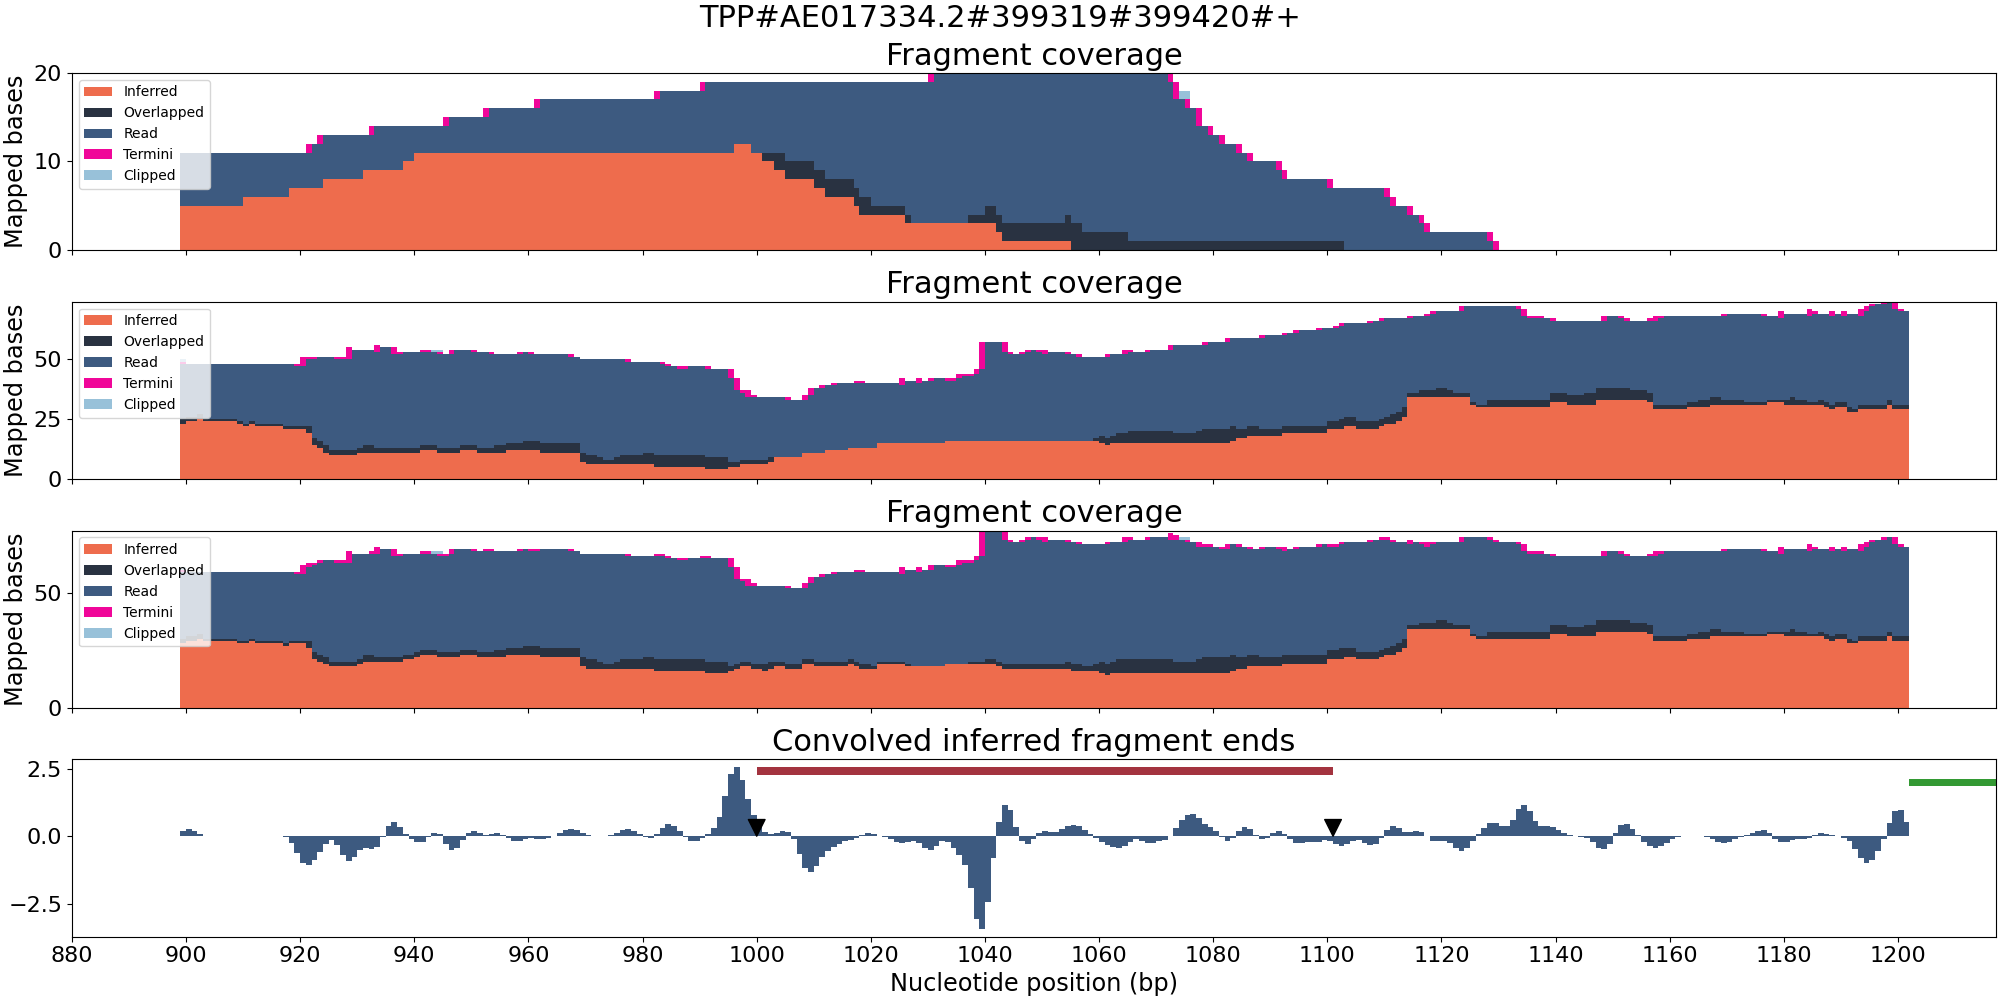 TPP#AE017334.2#399319#399420#+
Fragment coverage
Mapped bases
20
10
0
Inferred
Overlapped
Read
Termini
Clipped
Fragment coverage
Mapped bases
50
25
0
Inferred
Overlapped
Read
Termini
Clipped
Fragment coverage
Mapped bases
50
0
Inferred
Overlapped
Read
Termini
Clipped
Convolved inferred fragment ends
2.5
0.0
−2.5
880 900 920 940 960 980 1000 1020 1040 1060 1080 1100 1120 1140 1160 1180 1200
Nucleotide position (bp)